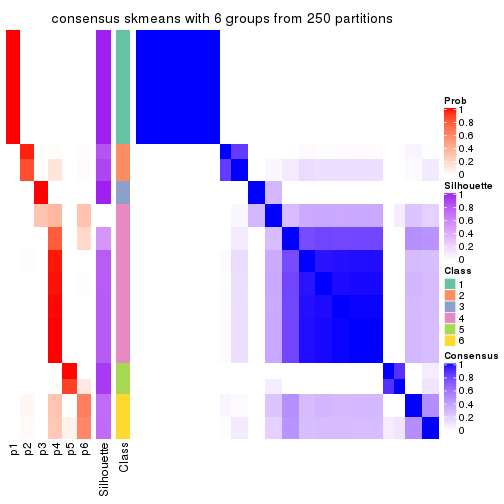 consensus skmeans with 6 groups from 250 partitions
Prob
1
0.8
0.6
0.4
0.2
0
Silhouette
1
0.8
0.6
0.4
0.2
0
Class
1
2
3
4
5
6
Consensus
1
0.8
0.6
0.4
0.2
0
p1
p2
p3
p4
p5
p6
Silhouette
Class